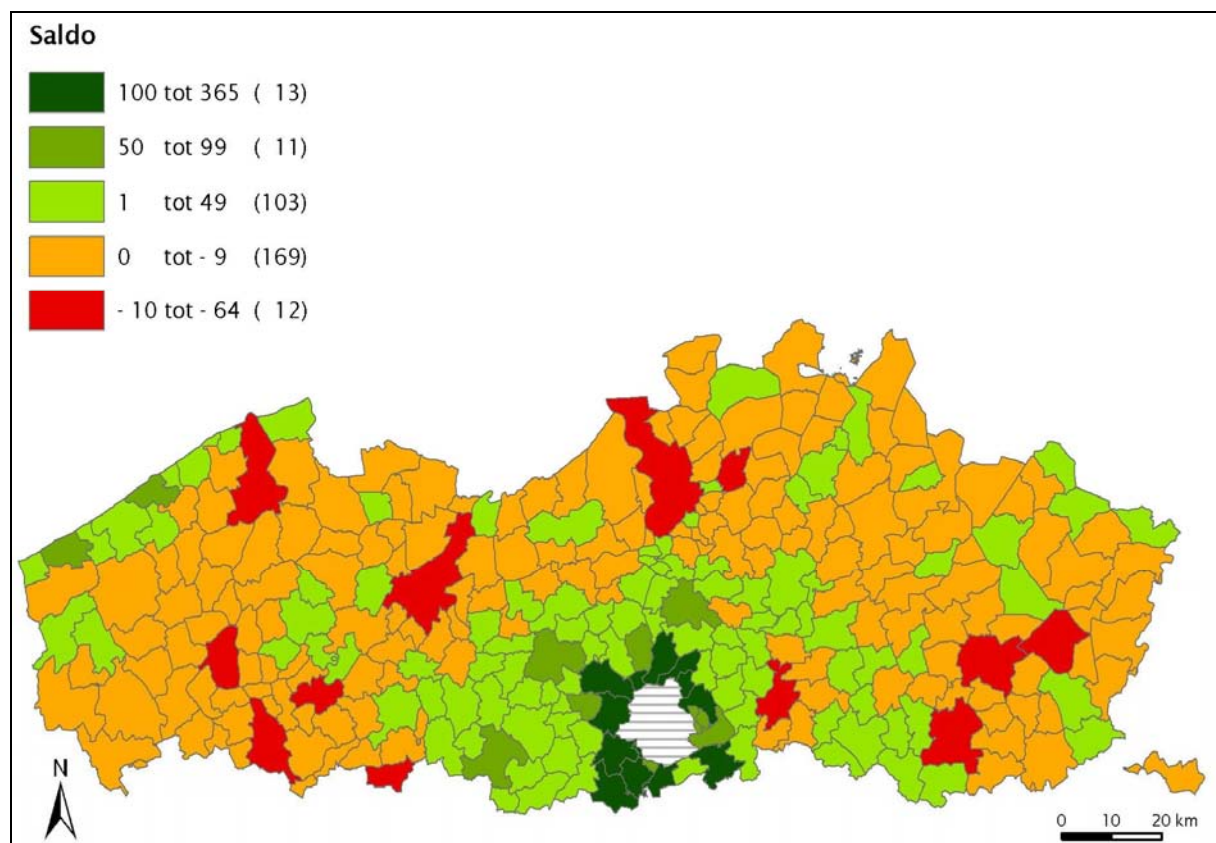 Saldo
100 tot 365 ( 13)
50 tot 99 ( 11)
1 tot 49 (103)
0 tot - 9 (169)
- 10 tot - 64 ( 12)
N
0 10 20 km